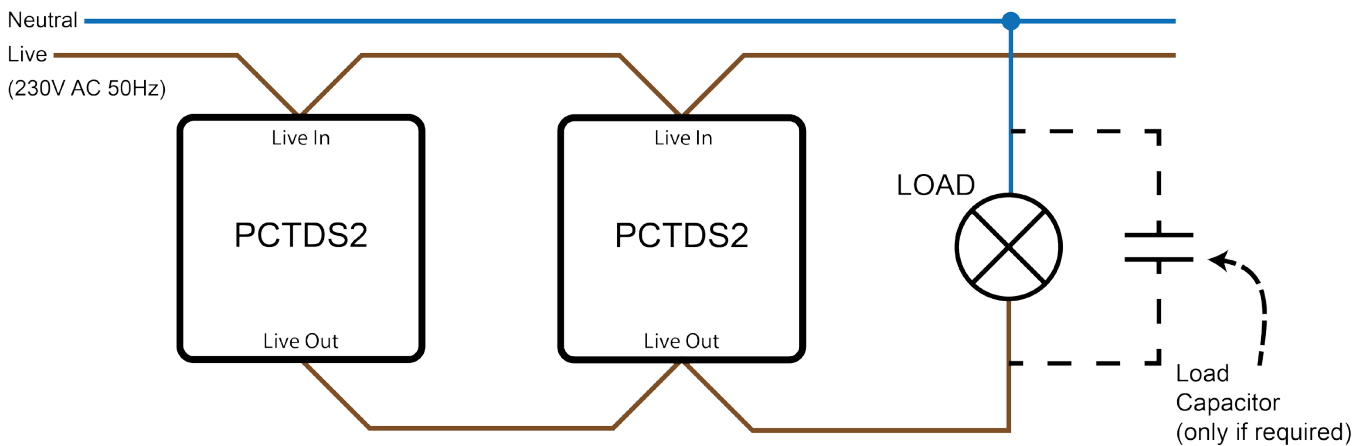 Neutral
Live
(230V AC 50Hz)
Live In
Live In
LOAD
PCTDS2
PCTDS2
Live Out
Live Out
Load
Capacitor
(only if required)